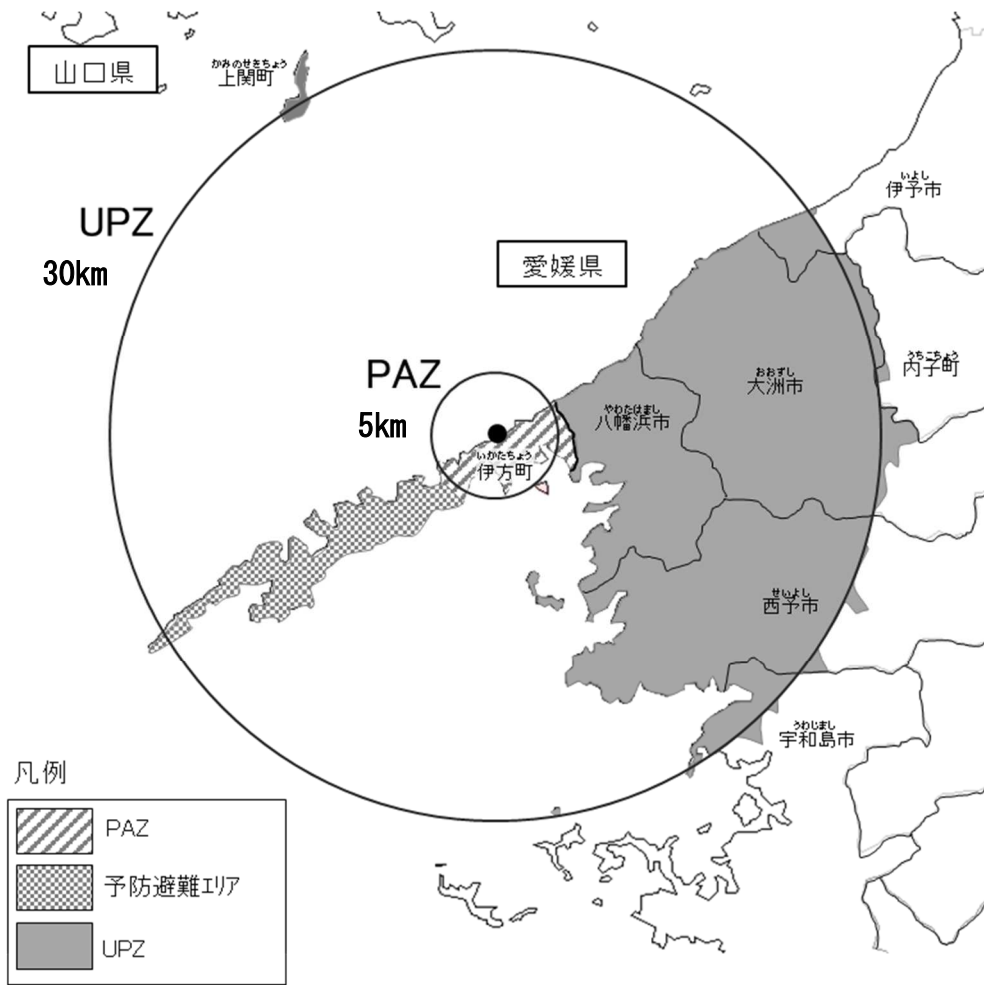 山口県
かみのせきちょう
上関町
いよし
伊予市
UPZ
30km
愛媛県
うちこちょう
内子町
PAZ
5km
おおずし
大洲市
やわたはまし
八幡浜市
いかたちょう
伊方町
せいよし
西予市
うわじまし
宇和島市
凡例
PAZ
予防避難エリア
UPZ